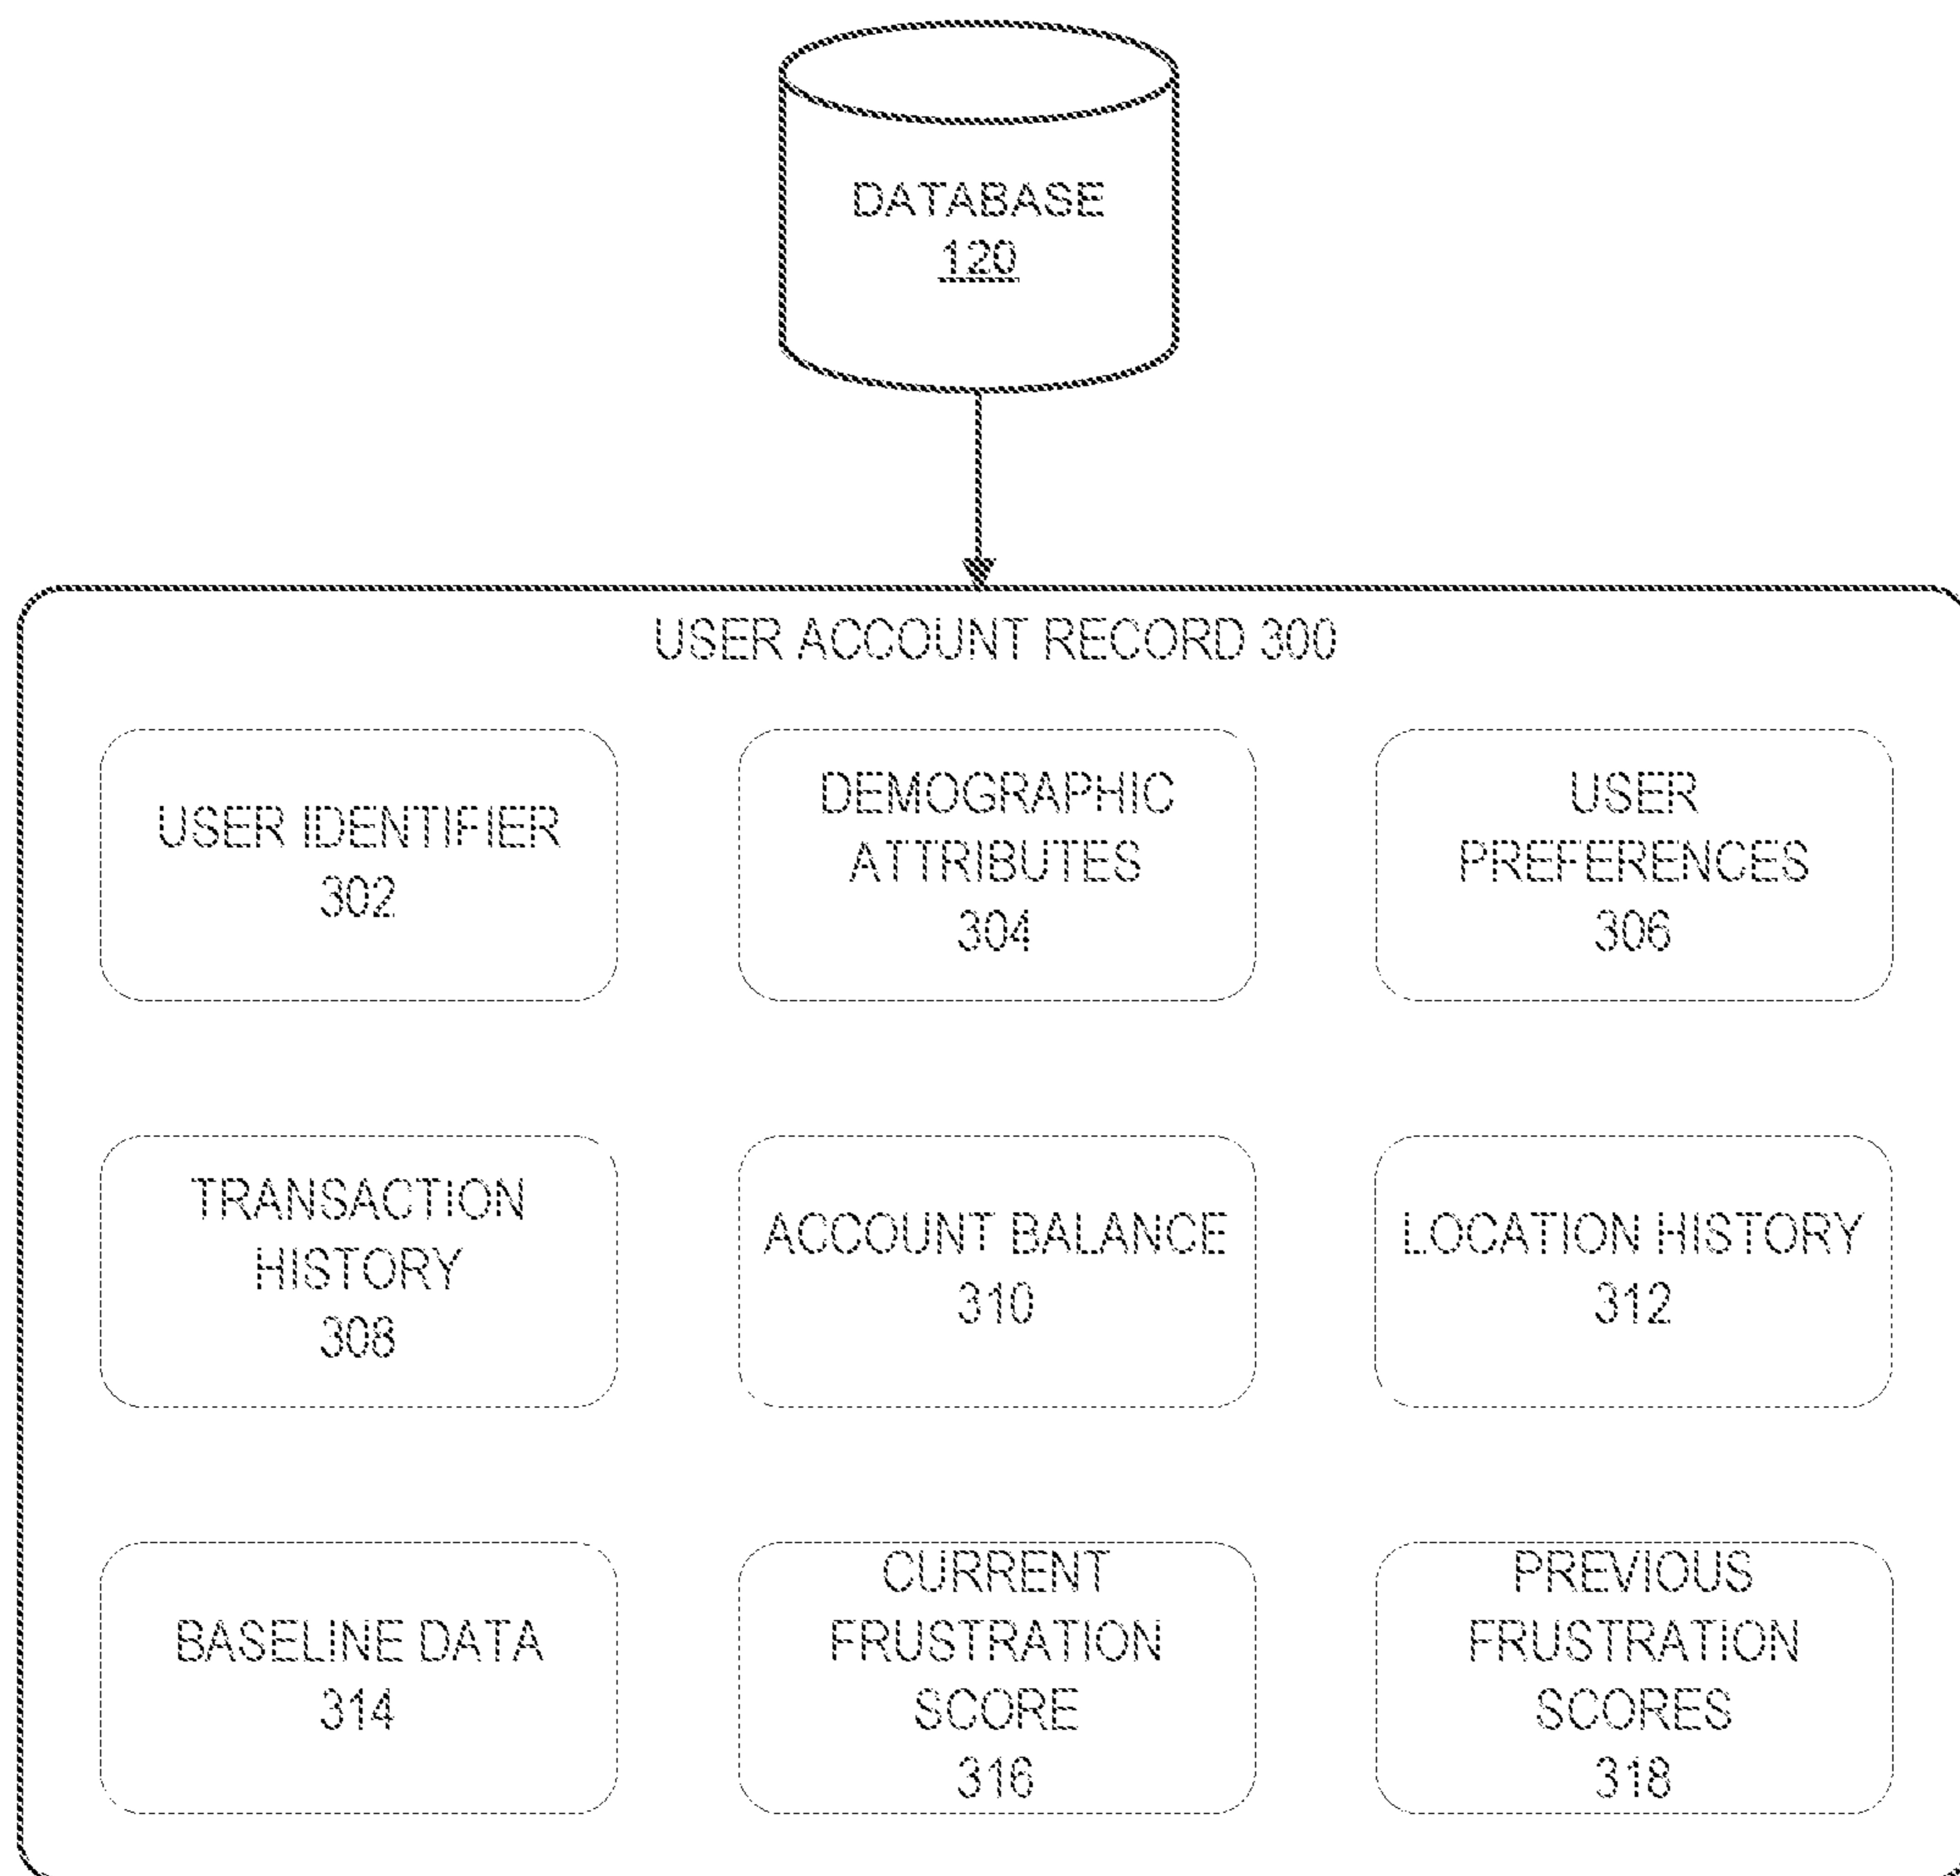 DATABASE
120
USER ACCOUNT RECORD 300
USER IDENTIFIER
302
DEMOGRAPHIC
ATTRIBUTES
304
USER
PREFERENCES
306
TRANSACTION
HISTORY
308
ACCOUNT BALANCE
310
LOCATION HISTORY
312
BASELINE DATA
314
CURRENT
FRUSTRATION
SCORE
316
PREVIOUS
FRUSTRATION
SCORES
318